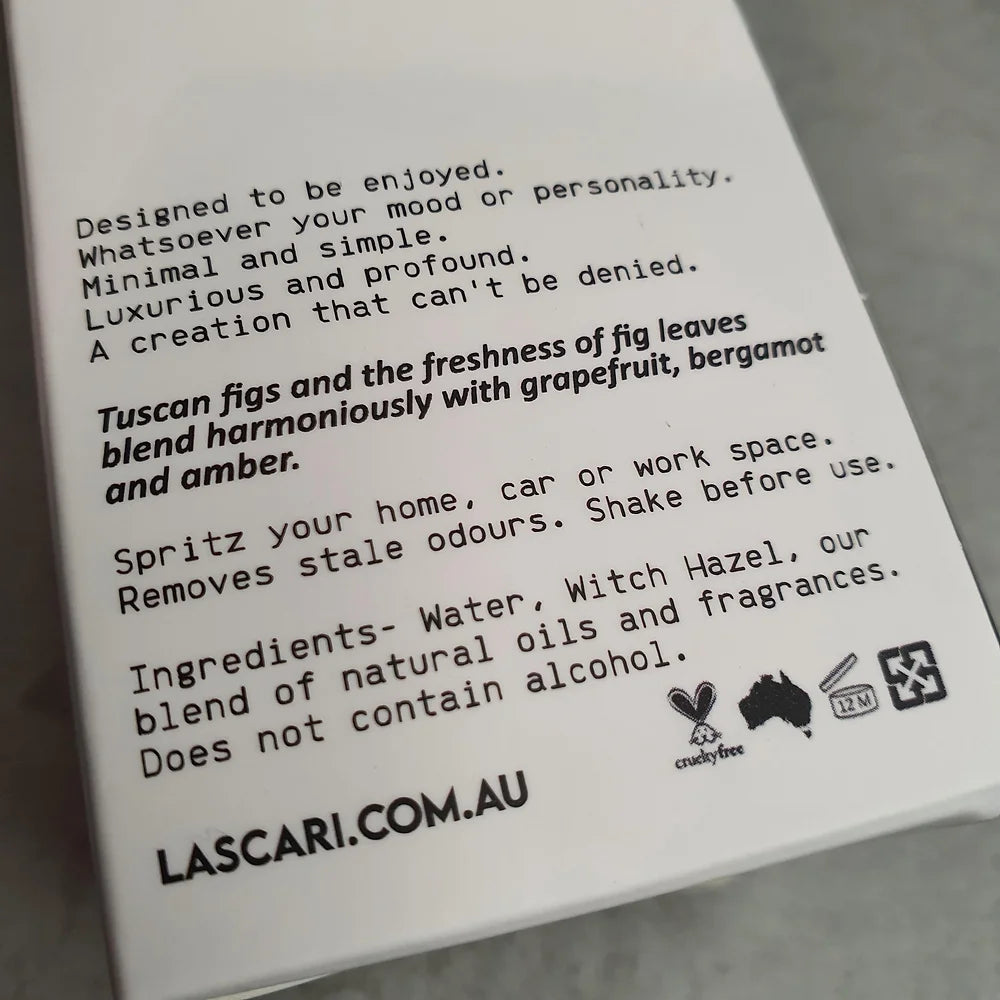 Designed to be enjoyed.
Whatsoever your mood or personality.
Minimal and simple.
Luxurious and profound.
A creation that can't be denied.
Tuscan figs and the freshness of fig leaves
blend harmoniously with grapefruit, bergamot
and amber.
Spritz your home, car or work space.
Removes stale odours. Shake before use.
Ingredients- Water, Witch Hazel, our
blend of natural oils and fragrances.
Does not contain alcohol.
crueltyfree
12 M
LASCARI.COM.AU